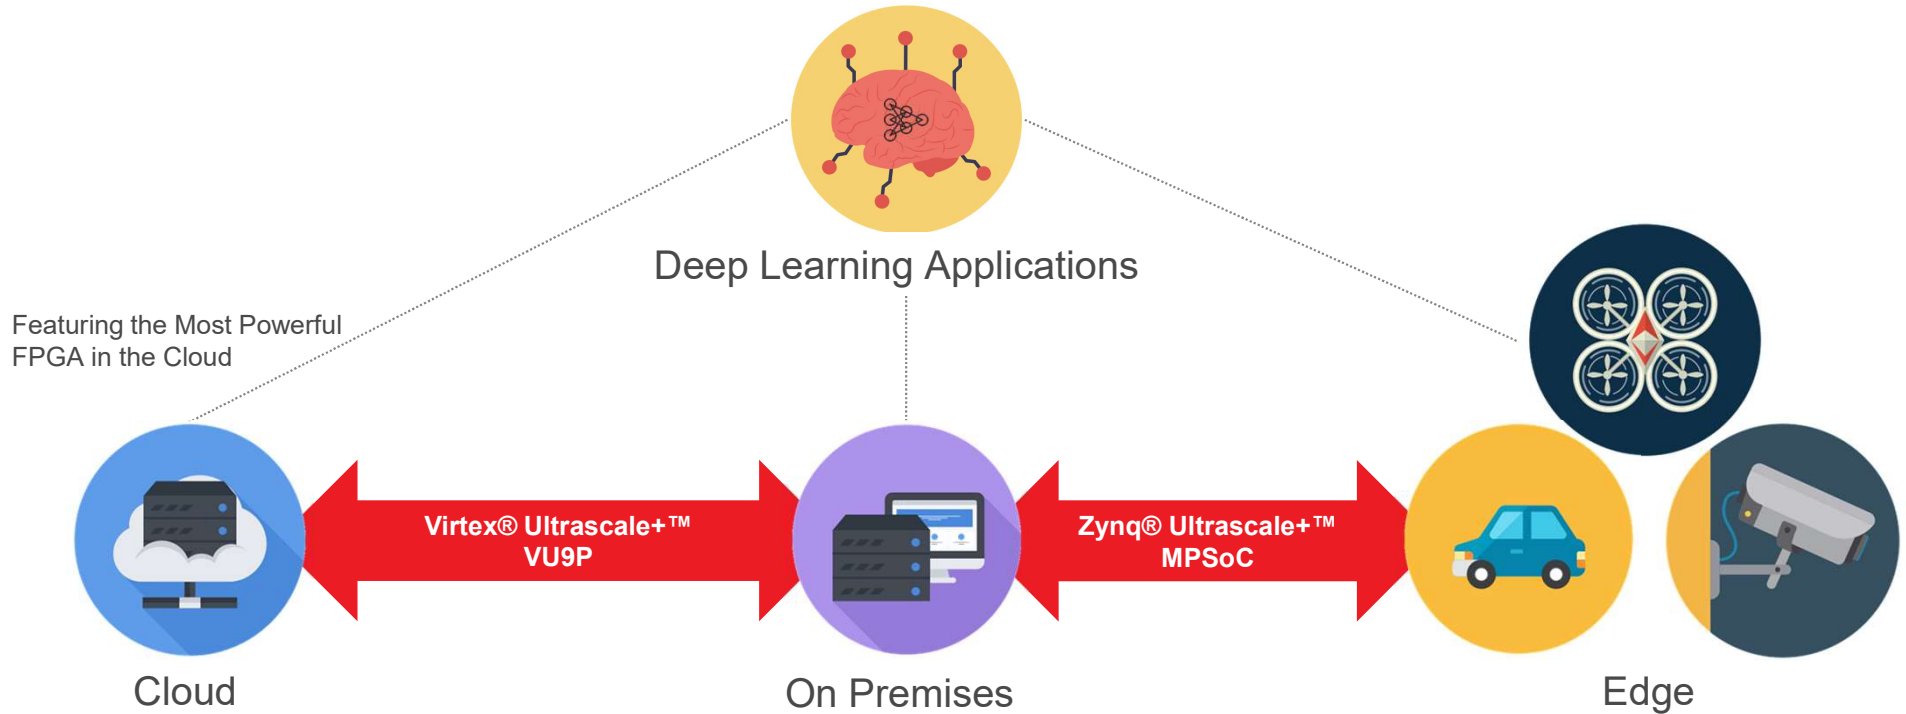 Deep Learning Applications
Featuring the Most Powerful
FPGA in the Cloud
Virtex® Ultrascale+™
VU9P
Zynq® Ultrascale+™
MPSoC
Cloud
On Premises
Edge